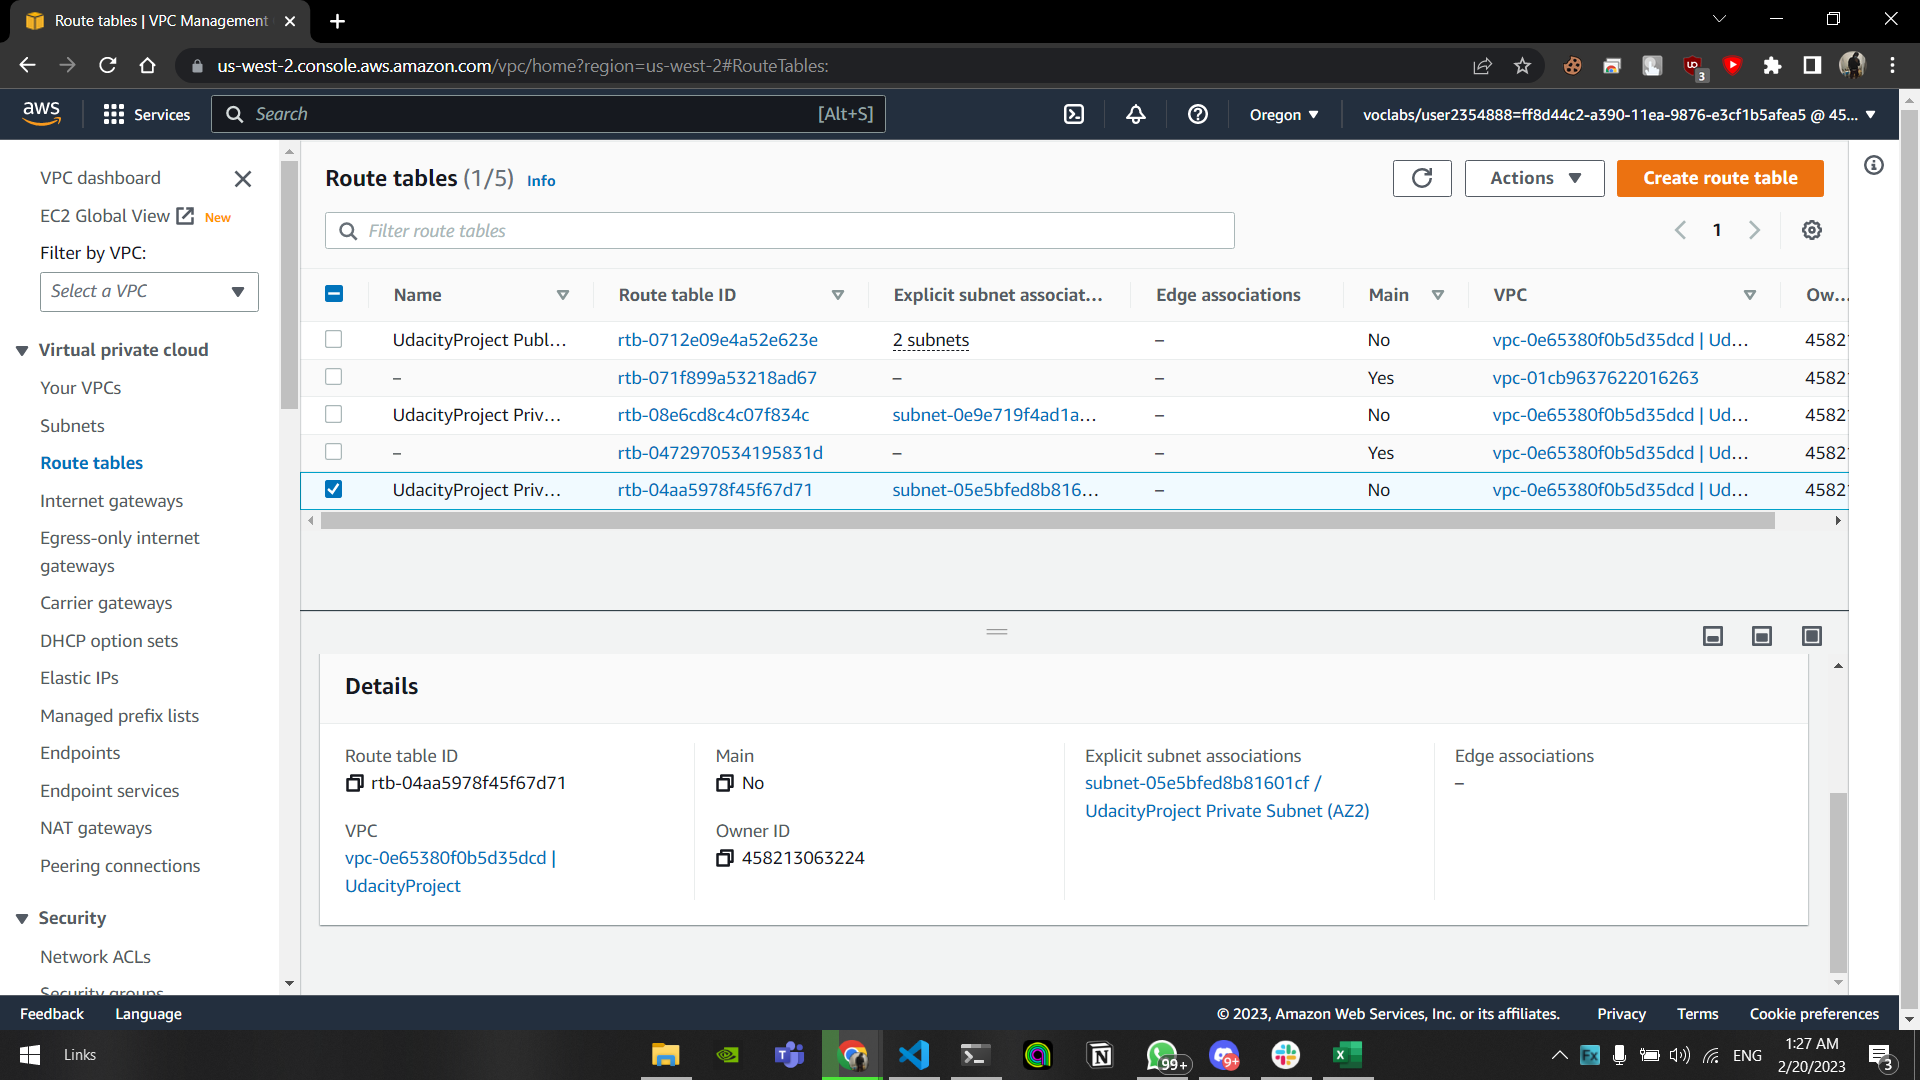 Route tables | VPC Management
us-west-2.console.aws.amazon.com/vpc/home?region=us-west-2#RouteTables:
3
aws
Services
Search
[Alt+S]
Oregon
voclabs/user2354888=ff8d44c2-a390-11ea-9876-e3cf1b5afea5 @ 45...
VPC dashboard
EC2 Global View New
Filter by VPC:
Select a VPC
Virtual private cloud
Your VPCs
Subnets
Route tables
Internet gateways
Egress-only internet
gateways
Carrier gateways
DHCP option sets
Elastic IPs
Managed prefix lists
Endpoints
Endpoint services
NAT gateways
Peering connections
Security
Network ACLs
Security groups
Route tables (1/5) Info
Actions
Create route table
Filter route tables
1
Name Route table ID Explicit subnet associat... Edge associations Main VPC Ow...
UdacityProject Publ... rtb-0712e09e4a52e623e 2 subnets – No vpc-0e65380f0b5d35dcd | Ud... 4582
– rtb-071f899a53218ad67 – – Yes vpc-01cb9637622016263 4582
UdacityProject Priv... rtb-08e6cd8c4c07f834c subnet-0e9e719f4ad1a... – No vpc-0e65380f0b5d35dcd | Ud... 4582
– rtb-0472970534195831d – – Yes vpc-0e65380f0b5d35dcd | Ud... 4582
UdacityProject Priv... rtb-04aa5978f45f67d71 subnet-05e5bfed8b816... – No vpc-0e65380f0b5d35dcd | Ud... 4582
Details
Route table ID
rtb-04aa5978f45f67d71
Main
No
Explicit subnet associations
subnet-05e5bfed8b81601cf /
UdacityProject Private Subnet (AZ2)
Edge associations
–
VPC
vpc-0e65380f0b5d35dcd |
UdacityProject
Owner ID
458213063224
Feedback
Language
© 2023, Amazon Web Services, Inc. or its affiliates.
Privacy
Terms
Cookie preferences
Links
99+
9+
Fx
ENG
1:27 AM
2/20/2023
3